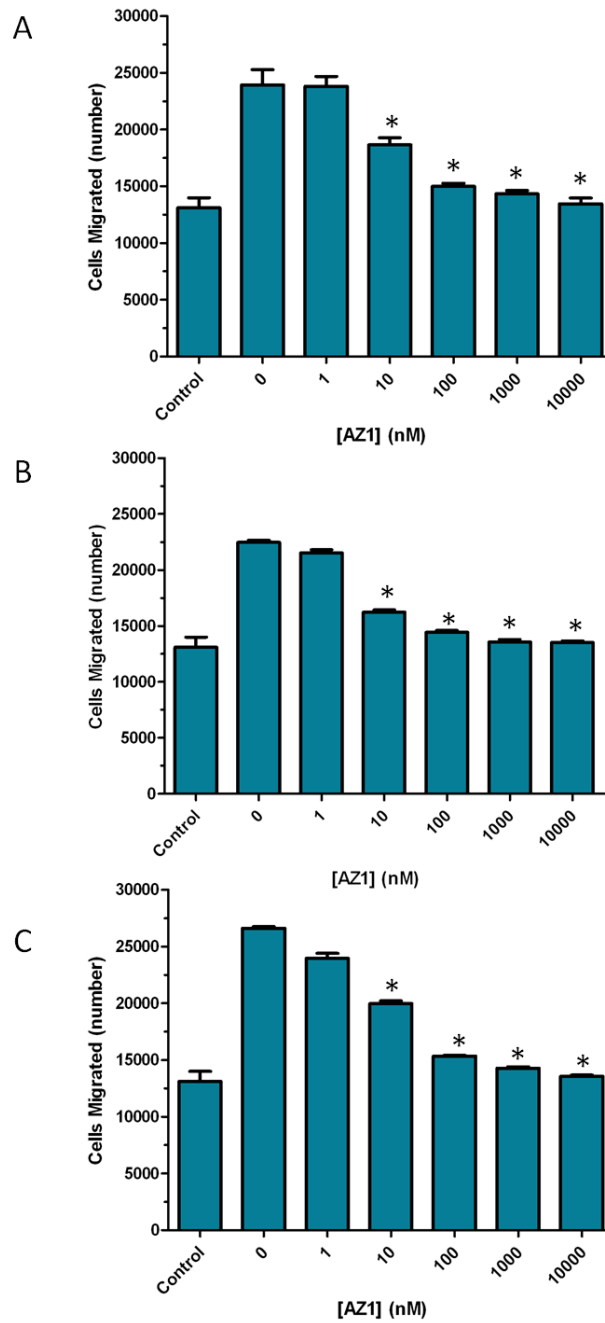 A
Cells Migrated (number)
30000
25000
20000
15000
10000
5000
0
* * * *
Control 0 1 10 100 1000 10000
[AZ1] (nM)
B
Cells Migrated (number)
30000
25000
20000
15000
10000
5000
0
* * * *
Control 0 1 10 100 1000 10000
[AZ1] (nM)
C
Cells Migrated (number)
30000
25000
20000
15000
10000
5000
0
* * * *
Control 0 1 10 100 1000 10000
[AZ1] (nM)